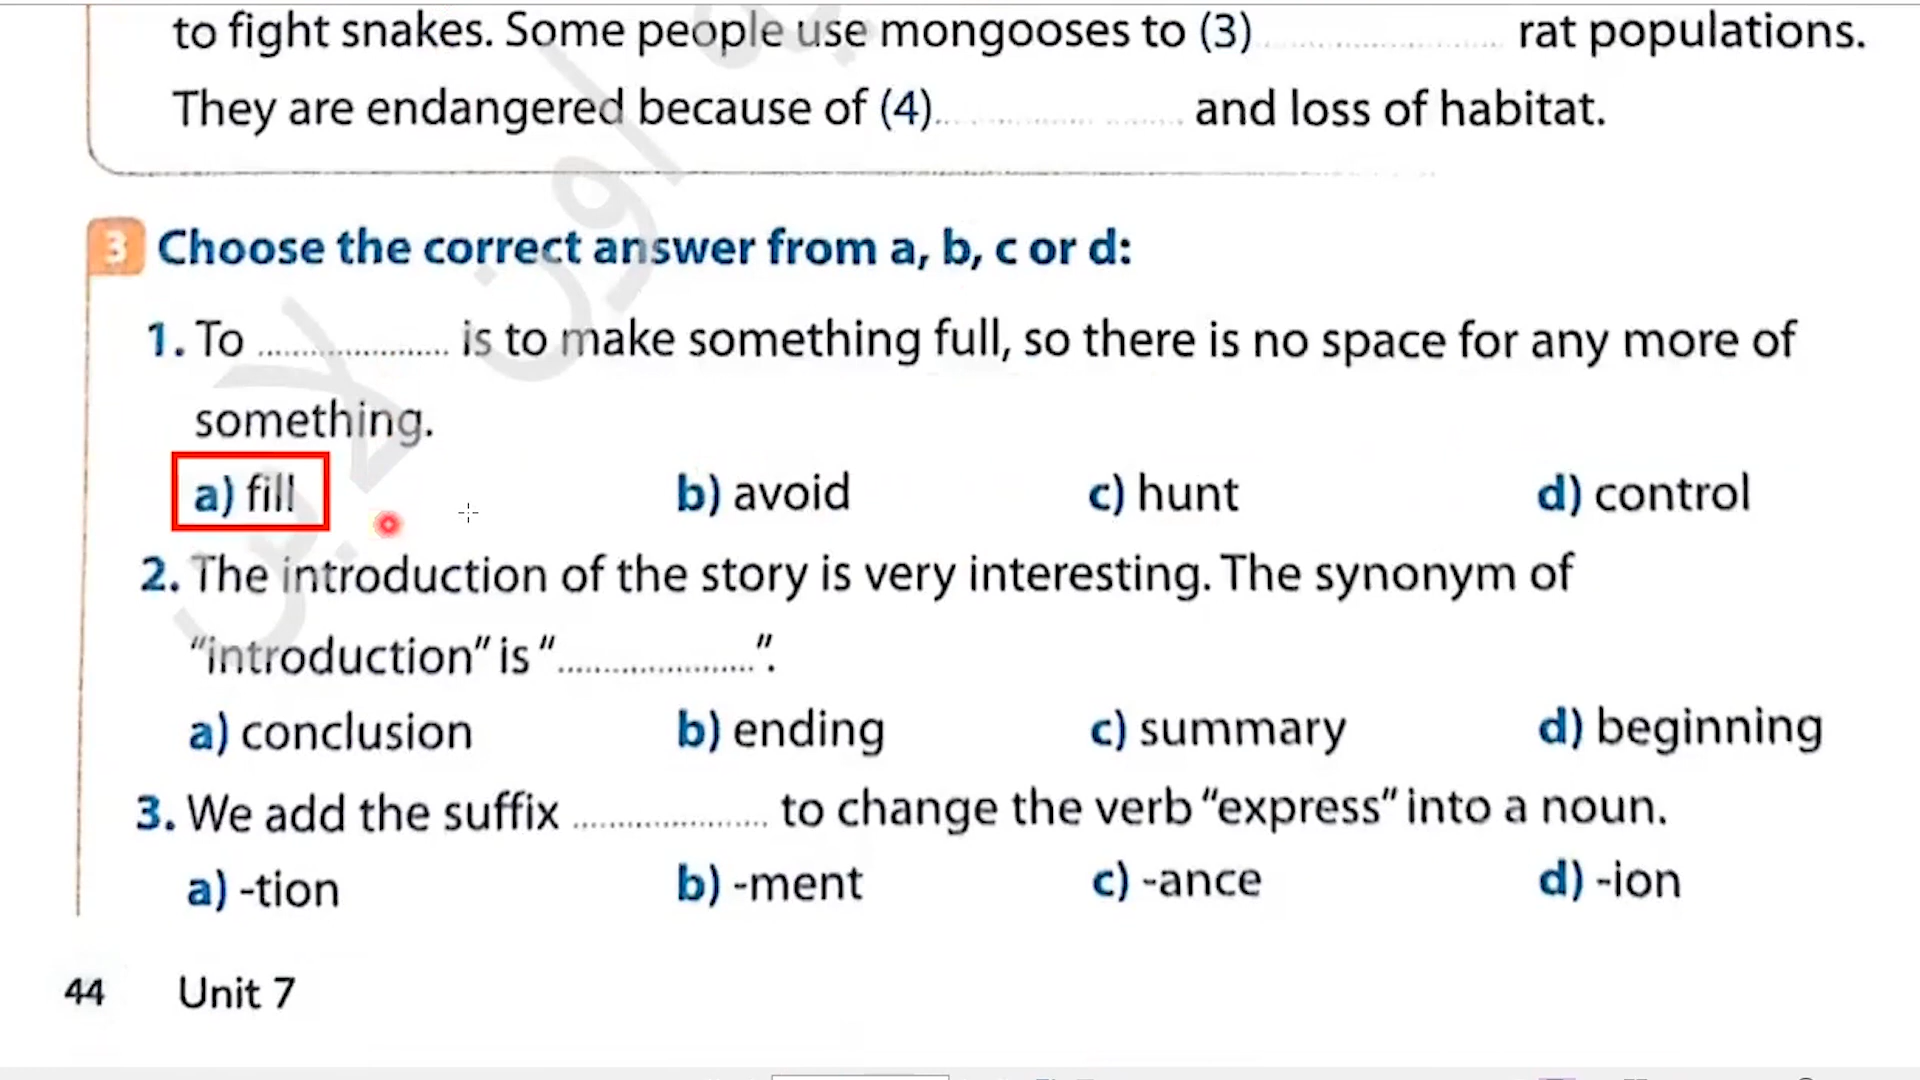 to fight snakes. Some people use mongooses to (3) .................... rat populations.
They are endangered because of (4).................... and loss of habitat.
3 Choose the correct answer from a, b, c or d:
1. To .................... is to make something full, so there is no space for any more of
something.
a) fill b) avoid c) hunt d) control
2. The introduction of the story is very interesting. The synonym of
“introduction” is “....................”.
a) conclusion b) ending c) summary d) beginning
3. We add the suffix .................... to change the verb “express” into a noun.
a) -tion b) -ment c) -ance d) -ion
44 Unit 7